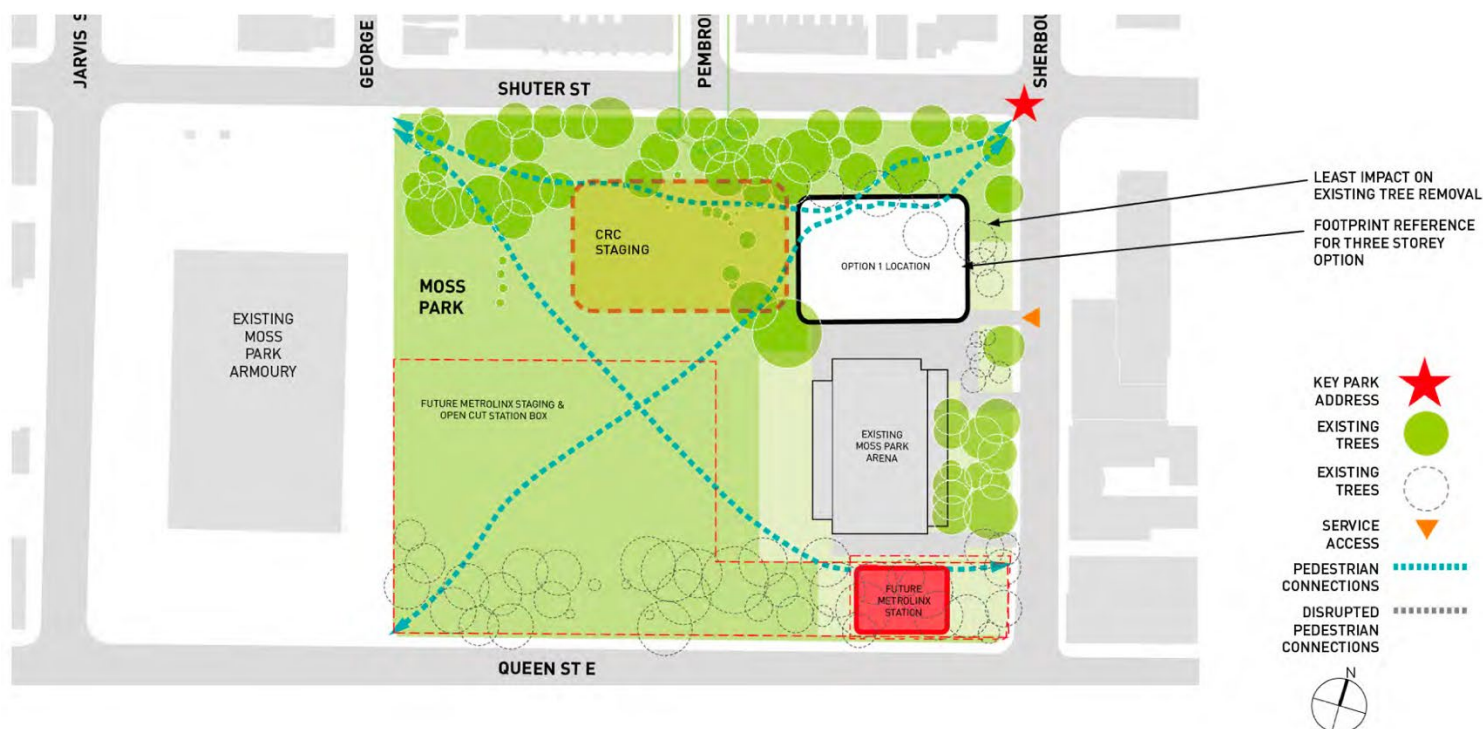 JARVIS S
GEORGE
PEMBRO
SHERBOU
SHUTER ST
LEAST IMPACT ON
EXISTING TREE REMOVAL
FOOTPRINT REFERENCE
FOR THREE STOREY
OPTION
CRC
STAGING
OPTION 1 LOCATION
MOSS
PARK
EXISTING
MOSS
PARK
ARMOURY
FUTURE METROLINX STAGING &
OPEN CUT STATION BOX
EXISTING
MOSS PARK
ARENA
FUTURE
METROLINX
STATION
QUEEN ST E
KEY PARK
ADDRESS
EXISTING
TREES
EXISTING
TREES
SERVICE
ACCESS
PEDESTRIAN
CONNECTIONS
DISRUPTED
PEDESTRIAN
CONNECTIONS
N